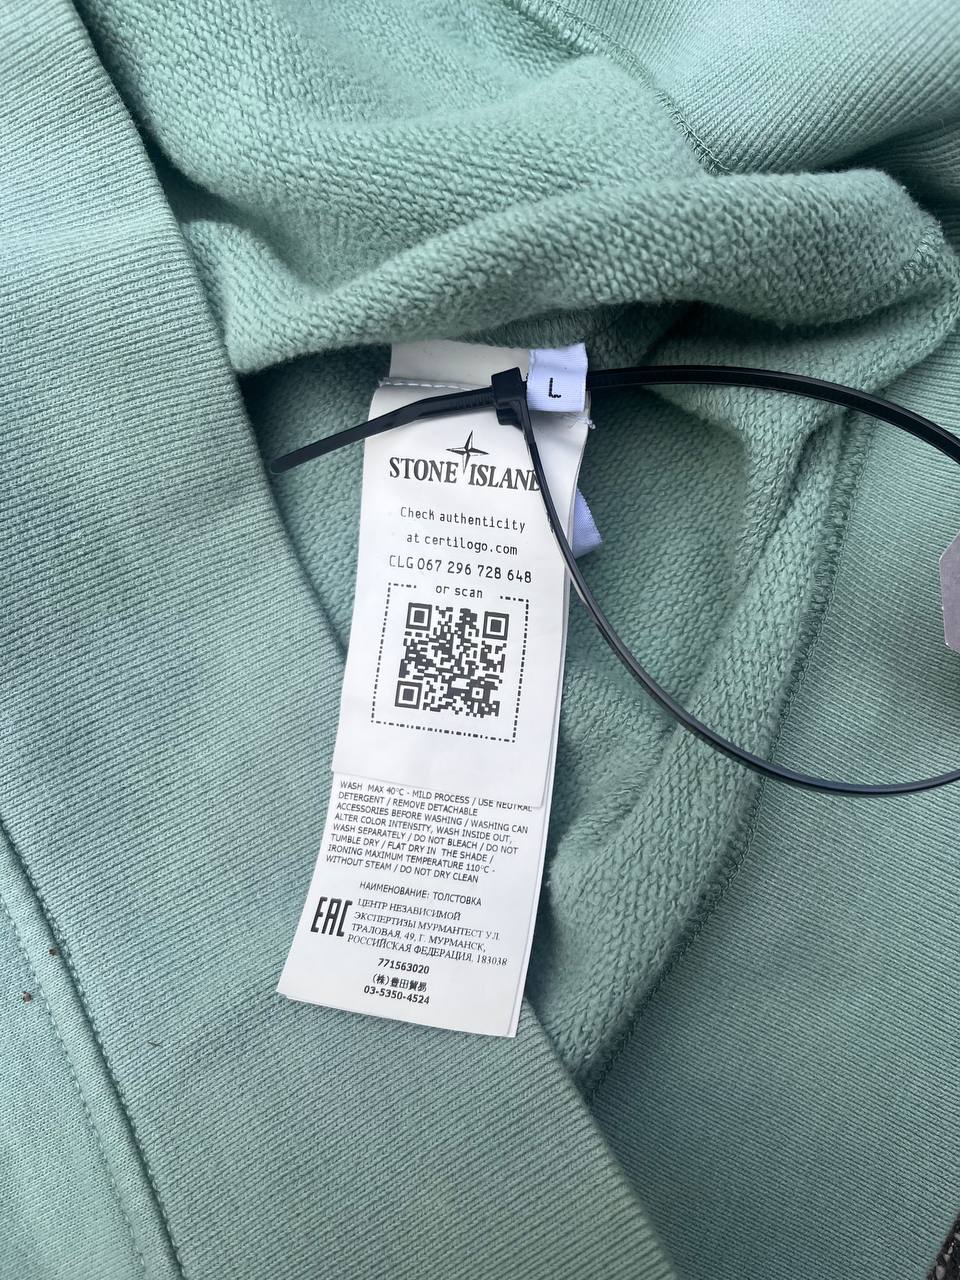 L
STONE ISLAND
Check authenticity
at certilogo.com
CLG 067 296 728 648
or scan
WASH MAX 40°C - MILD PROCESS / USE NEUTRAL
DETERGENT / REMOVE DETACHABLE
ACCESSORIES BEFORE WASHING / WASHING CAN
ALTER COLOR INTENSITY, WASH INSIDE OUT,
WASH SEPARATELY / DO NOT BLEACH / DO NOT
TUMBLE DRY / FLAT DRY IN THE SHADE /
IRONING MAXIMUM TEMPERATURE 110°C -
WITHOUT STEAM / DO NOT DRY CLEAN
НАИМЕНОВАНИЕ: ТОЛСТОВКА
EAC
ЦЕНТР НЕЗАВИСИМОЙ
ЭКСПЕРТИЗЫ МУРМАНТЕСТ УЛ.
ТРАЛОВАЯ, 49, Г. МУРМАНСК,
РОССИЙСКАЯ ФЕДЕРАЦИЯ, 183038
771563020
(株)豊田貿易
03-5350-4524